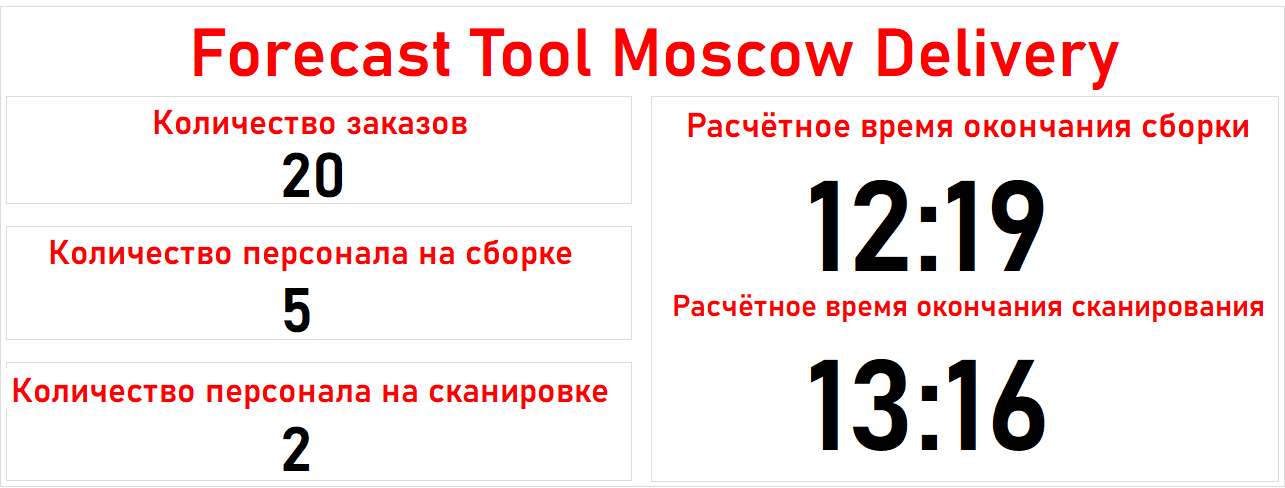 Forecast Tool Moscow Delivery
Количество заказов
20
Количество персонала на сборке
5
Количество персонала на сканировке
2
Расчётное время окончания сборки
12:19
Расчётное время окончания сканирования
13:16